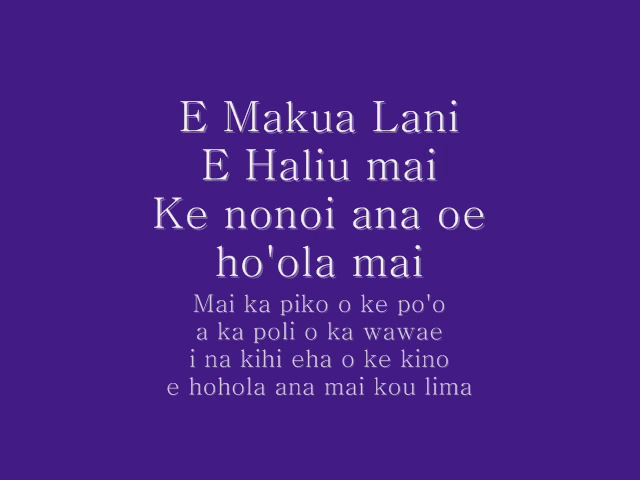 E Makua Lani
E Haliu mai
Ke nonoi ana oe
ho'ola mai
Mai ka piko o ke po'o
a ka poli o ka wawae
i na kihi eha o ke kino
e hohola ana mai kou lima